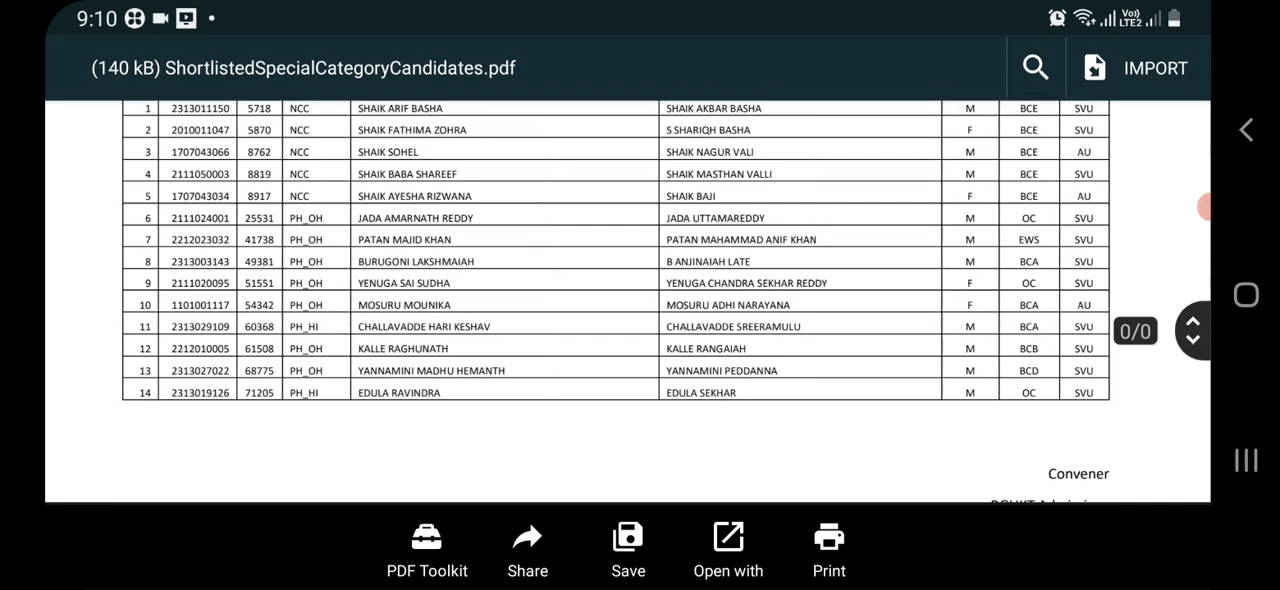 9:10 Vo)) LTE2
(140 kB) ShortlistedSpecialCategoryCandidates.pdf IMPORT
1 2313011150 5718 NCC SHAIK ARIF BASHA SHAIK AKBAR BASHA M BCE SVU
2 2010011047 5870 NCC SHAIK FATHIMA ZOHRA S SHARIQH BASHA F BCE SVU
3 1707043066 8762 NCC SHAIK SOHEL SHAIK NAGUR VALI M BCE AU
4 2111050003 8819 NCC SHAIK BABA SHAREEF SHAIK MASTHAN VALLI M BCE SVU
5 1707043034 8917 NCC SHAIK AYESHA RIZWANA SHAIK BAJI F BCE AU
6 2111024001 25531 PH_OH JADA AMARNATH REDDY JADA UTTAMAREDDY M OC SVU
7 2212023032 41738 PH_OH PATAN MAJID KHAN PATAN MAHAMMAD ANIF KHAN M EWS SVU
8 2313003143 49381 PH_OH BURUGONI LAKSHMAIAH B ANJINAIAH LATE M BCA SVU
9 2111020095 51551 PH_OH YENUGA SAI SUDHA YENUGA CHANDRA SEKHAR REDDY F OC SVU
10 1101001117 54342 PH_OH MOSURU MOUNIKA MOSURU ADHI NARAYANA F BCA AU
11 2313029109 60368 PH_HI CHALLAVADDE HARI KESHAV CHALLAVADDE SREERAMULU M BCA SVU
12 2212010005 61508 PH_OH KALLE RAGHUNATH KALLE RANGAIAH M BCB SVU
13 2313027022 68775 PH_OH YANNAMINI MADHU HEMANTH YANNAMINI PEDDANNA M BCD SVU
14 2313019126 71205 PH_HI EDULA RAVINDRA EDULA SEKHAR M OC SVU
0/0
Convener
PDF Toolkit Share Save Open with Print